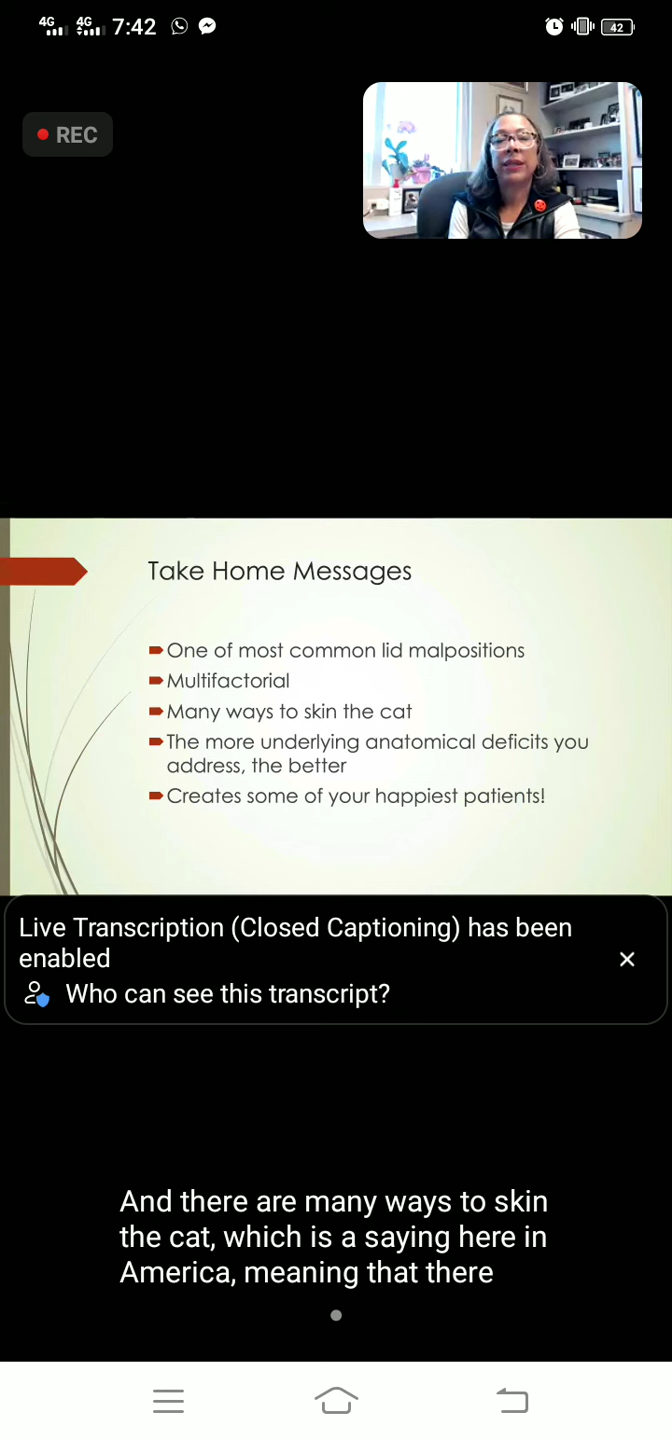 4G 4G 7:42 42
REC
Take Home Messages
One of most common lid malpositions
Multifactorial
Many ways to skin the cat
The more underlying anatomical deficits you
address, the better
Creates some of your happiest patients!
Live Transcription (Closed Captioning) has been
enabled
Who can see this transcript?
And there are many ways to skin
the cat, which is a saying here in
America, meaning that there